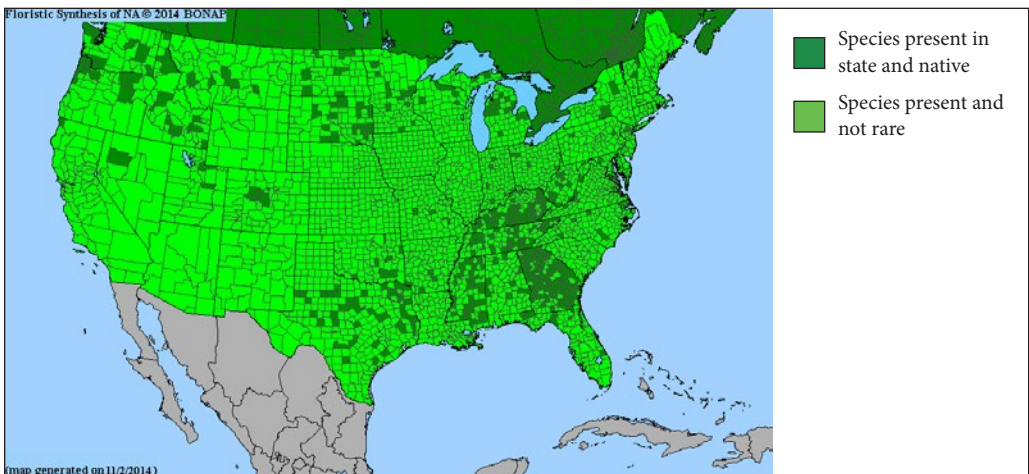 Floristic Synthesis of NA © 2014 BONAP
Species present in
state and native
Species present and
not rare
(map generated on 11/2/2014)